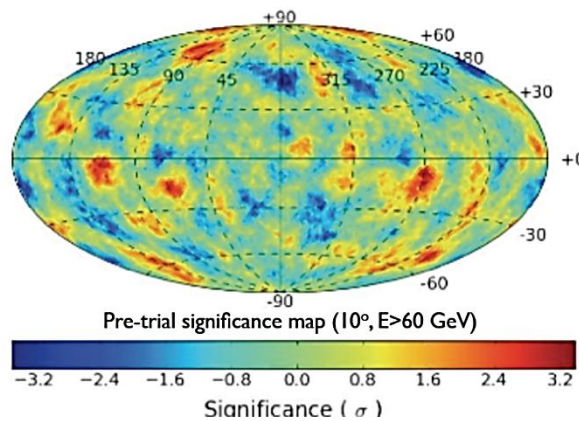 +90
+60
180 135 90 45 315 270 225 180
+30
+0
-30
-60
-90
Pre-trial significance map (10°, E>60 GeV)
−3.2 −2.4 −1.6 −0.8 0.0 0.8 1.6 2.4 3.2
Significance ( σ )